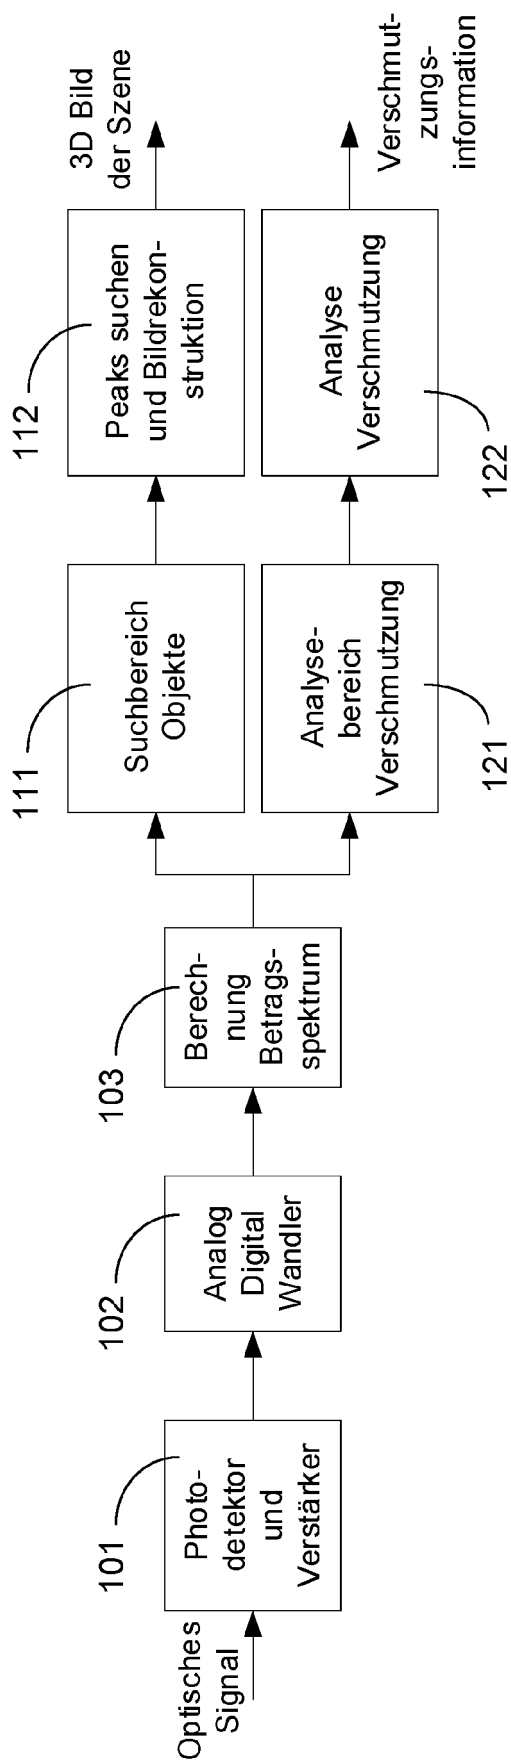 Optisches
Signal
101
Photo-
detektor
und
Verstärker
102
Analog
Digital
Wandler
103
Berech-
nung
Betrags-
spektrum
111
Suchbereich
Objekte
112
Peaks suchen
und Bildrekon-
struktion
3D Bild
der Szene
121
Analyse-
bereich
Verschmutzung
122
Analyse
Verschmutzung
Verschmut-
zungs-
information